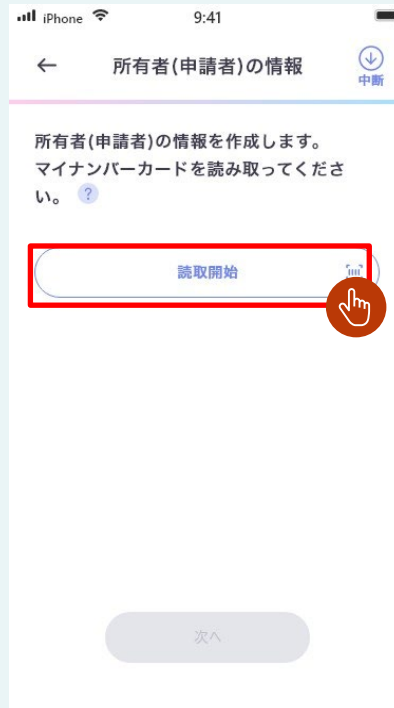 iPhone 9:41
← 所有者(申請者)の情報
中断
所有者(申請者)の情報を作成します。
マイナンバーカードを読み取ってくださ
い。 ?
読取開始
次へ